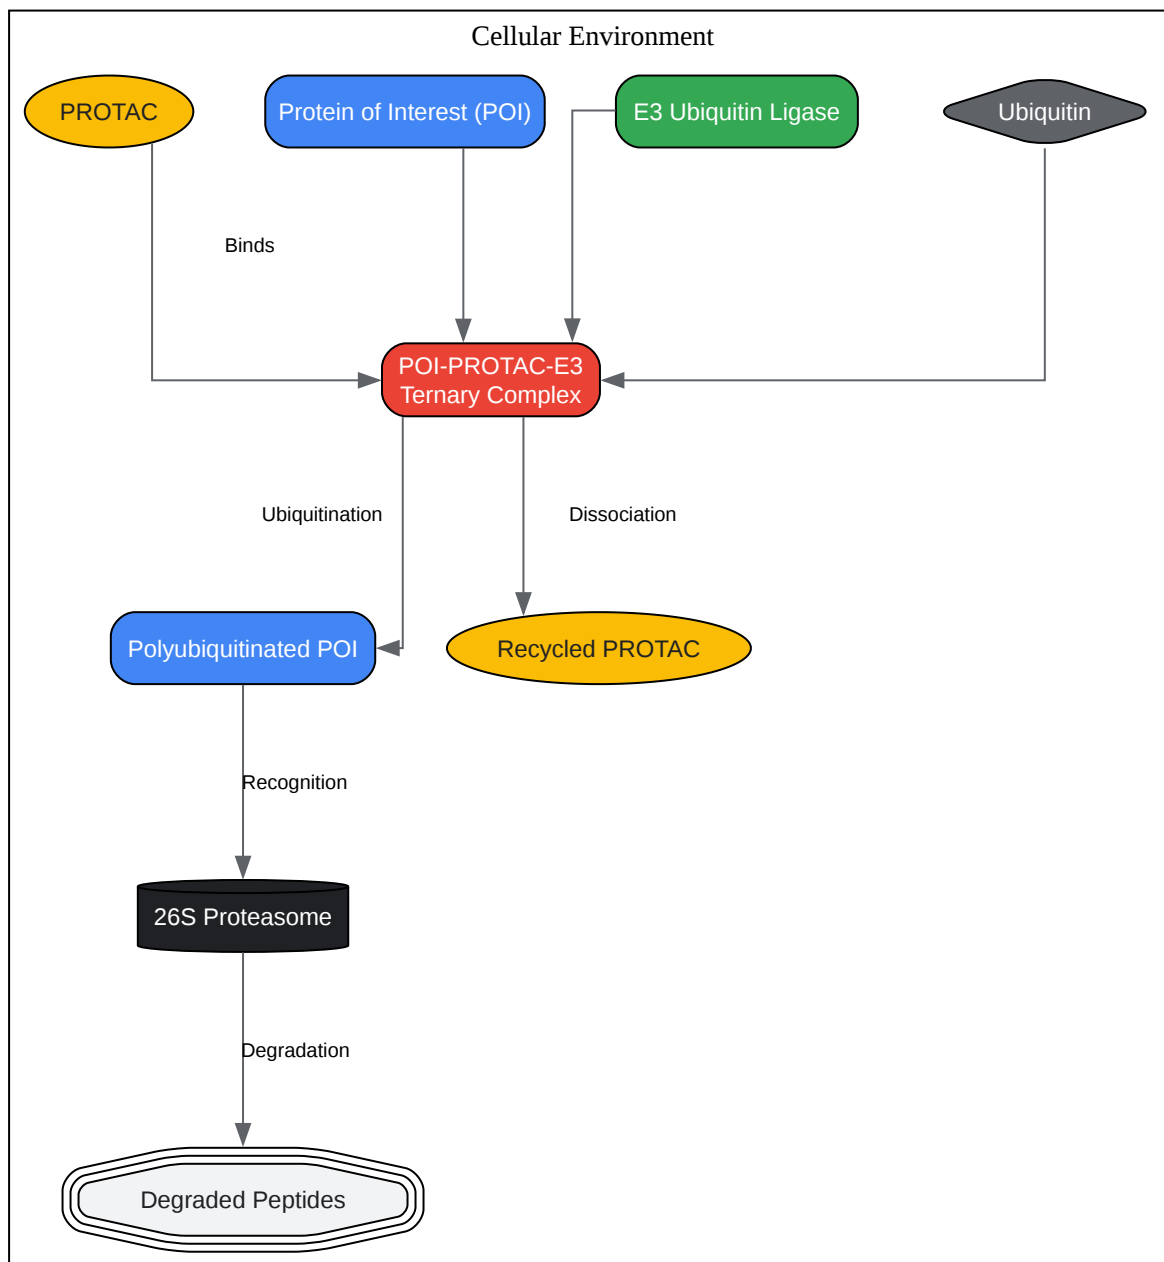 Cellular Environment
PROTAC
Protein of Interest (POI)
E3 Ubiquitin Ligase
Ubiquitin
Binds
POI-PROTAC-E3
Ternary Complex
Ubiquitination
Dissociation
Polyubiquitinated POI
Recycled PROTAC
Recognition
26S Proteasome
Degradation
Degraded Peptides